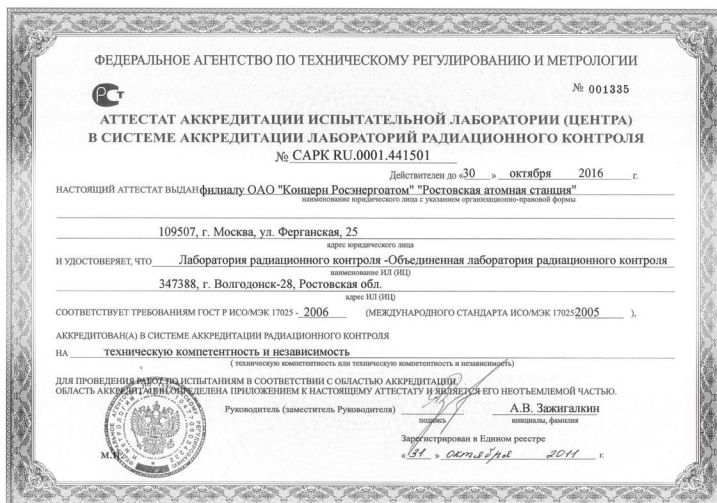 ФЕДЕРАЛЬНОЕ АГЕНТСТВО ПО ТЕХНИЧЕСКОМУ РЕГУЛИРОВАНИЮ И МЕТРОЛОГИИ
РСТ
№ 001335
АТТЕСТАТ АККРЕДИТАЦИИ ИСПЫТАТЕЛЬНОЙ ЛАБОРАТОРИИ (ЦЕНТРА)
В СИСТЕМЕ АККРЕДИТАЦИИ ЛАБОРАТОРИЙ РАДИАЦИОННОГО КОНТРОЛЯ
№ САРК RU.0001.441501
Действителен до «30 » октября 2016 г.
НАСТОЯЩИЙ АТТЕСТАТ ВЫДАН филиалу ОАО "Концерн Росэнергоатом" "Ростовская атомная станция"
наименование юридического лица с указанием организационно-правовой формы
109507, г. Москва, ул. Ферганская, 25
адрес юридического лица
И УДОСТОВЕРЯЕТ, ЧТО Лаборатория радиационного контроля -Объединенная лаборатория радиационного контроля
наименование ИЛ (ИЦ)
347388, г. Волгодонск-28, Ростовская обл.
адрес ИЛ (ИЦ)
СООТВЕТСТВУЕТ ТРЕБОВАНИЯМ ГОСТ Р ИСО/МЭК 17025 - 2006 (МЕЖДУНАРОДНОГО СТАНДАРТА ИСО/МЭК 17025 2005 ),
АККРЕДИТОВАН(А) В СИСТЕМЕ АККРЕДИТАЦИИ РАДИАЦИОННОГО КОНТРОЛЯ
НА техническую компетентность и независимость
( техническую компетентность или техническую компетентность и независимость)
ДЛЯ ПРОВЕДЕНИЯ РАБОТ ПО ИСПЫТАНИЯМ В СООТВЕТСТВИИ С ОБЛАСТЬЮ АККРЕДИТАЦИИ.
ОБЛАСТЬ АККРЕДИТАЦИИ ОПРЕДЕЛЕНА ПРИЛОЖЕНИЕМ К НАСТОЯЩЕМУ АТТЕСТАТУ И ЯВЛЯЕТСЯ ЕГО НЕОТЪЕМЛЕМОЙ ЧАСТЬЮ.
Руководитель (заместитель Руководителя) А.В. Зажигалкин
подпись инициалы, фамилия
Зарегистрирован в Едином реестре
М.П. « 31 » октября 2011 г.